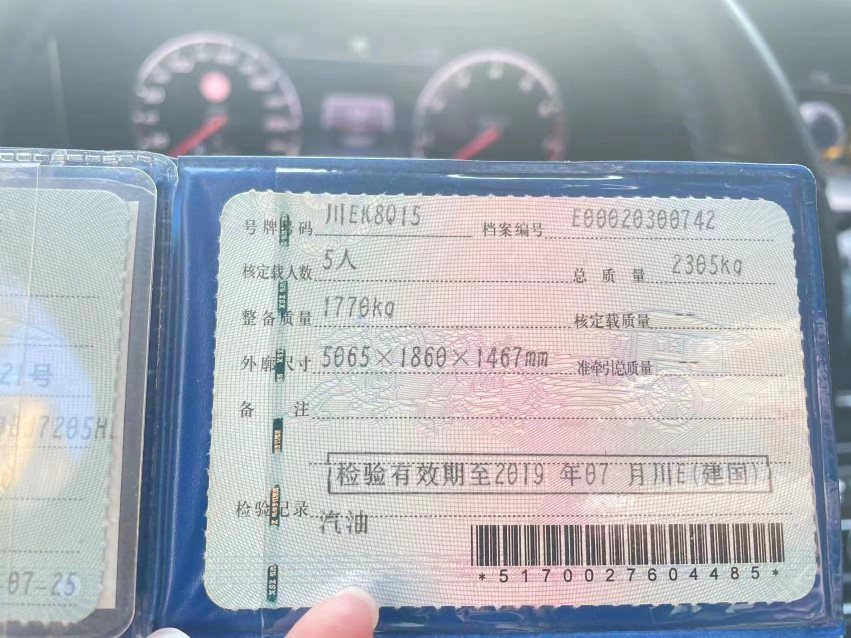 21号
J7205HL
07-25
号牌号码 川EK8Q15 档案编号 E00020300742
核定载人数 5人 总质量 2305kg
整备质量 1770kg 核定载质量 --
外廓尺寸 5065×1860×1467mm 准牵引总质量 --
备注
检验有效期至2019年07月川E(建国)
检验记录 汽油
*5170027604485*